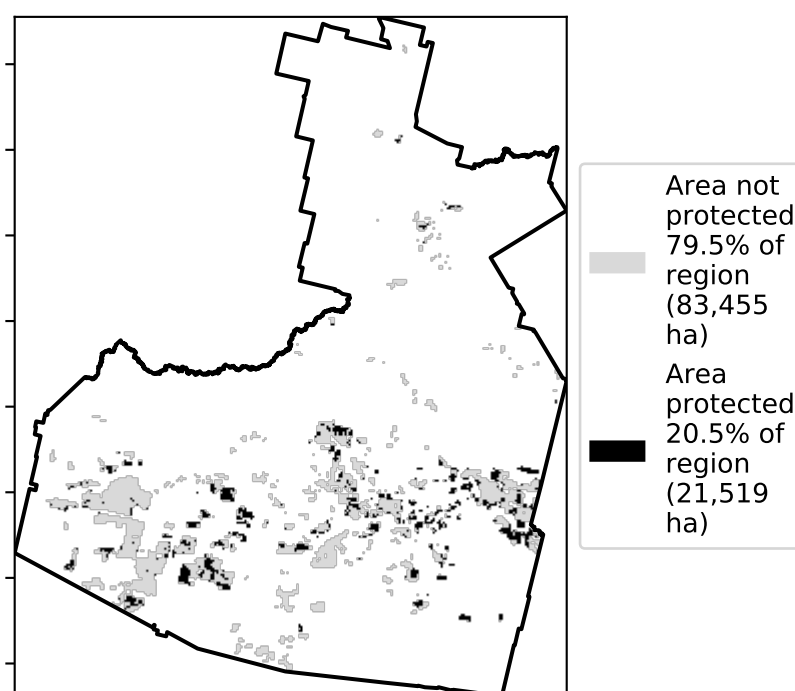 Area not
protected
79.5% of
region
(83,455
ha)
Area
protected
20.5% of
region
(21,519
ha)